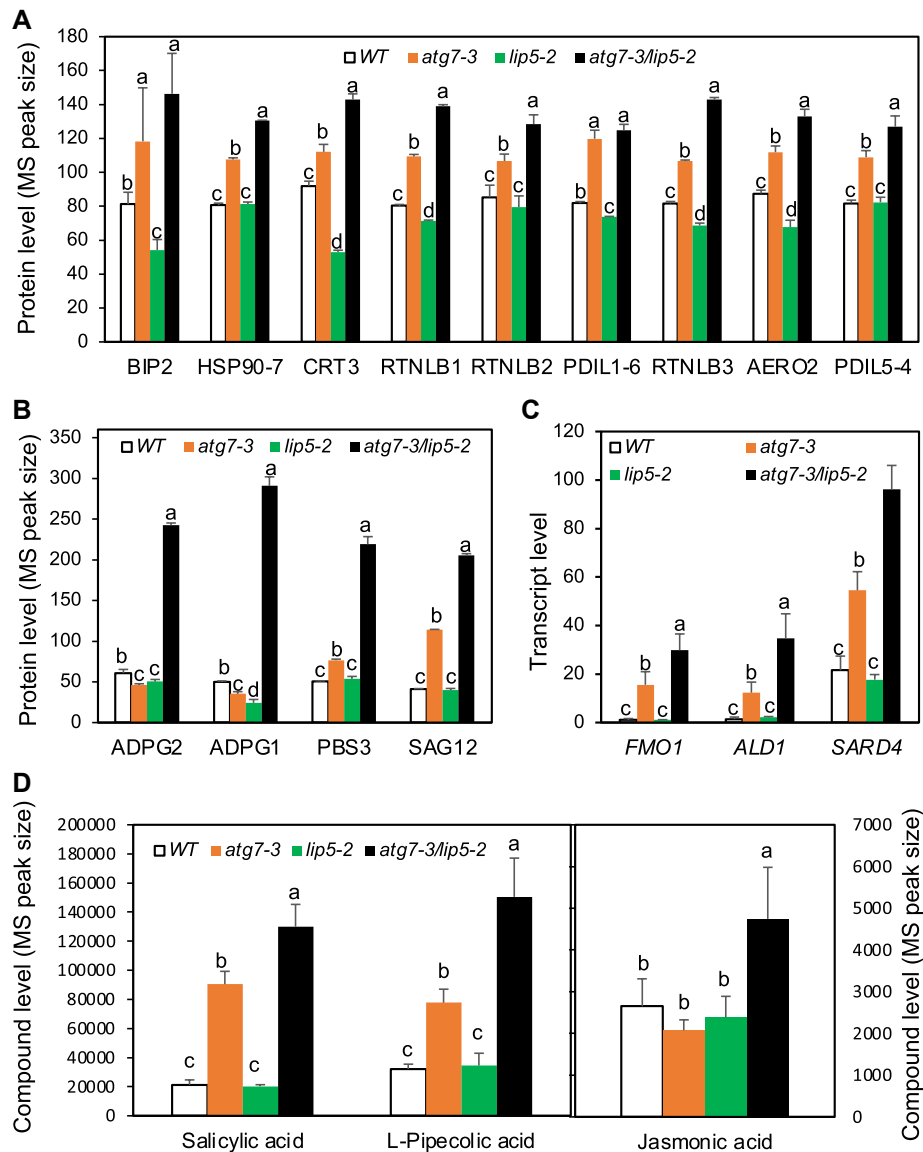 A
Protein level (MS peak size)
180
160
140
120
100
80
60
40
20
0
WT atg7-3 lip5-2 atg7-3/lip5-2
b a c a
c b c a
c b d a
c b d a
c b c a
c a c a
c b d a
c b d a
c b c a
BIP2 HSP90-7 CRT3 RTNLB1 RTNLB2 PDIL1-6 RTNLB3 AERO2 PDIL5-4
B
Protein level (MS peak size)
350
300
250
200
150
100
50
0
WT atg7-3 lip5-2 atg7-3/lip5-2
b c c a
b c d a
c b c a
c b c a
ADPG2 ADPG1 PBS3 SAG12
C
Transcript level
120
100
80
60
40
20
0
WT atg7-3
lip5-2 atg7-3/lip5-2
c b c a
c b c a
c b c a
FMO1 ALD1 SARD4
D
Compound level (MS peak size)
200000
180000
160000
140000
120000
100000
80000
60000
40000
20000
0
WT atg7-3 lip5-2 atg7-3/lip5-2
c b c a
c b c a
b b b a
Salicylic acid L-Pipecolic acid Jasmonic acid
7000
6000
5000
4000
3000
2000
1000
0
Compound level (MS peak size)